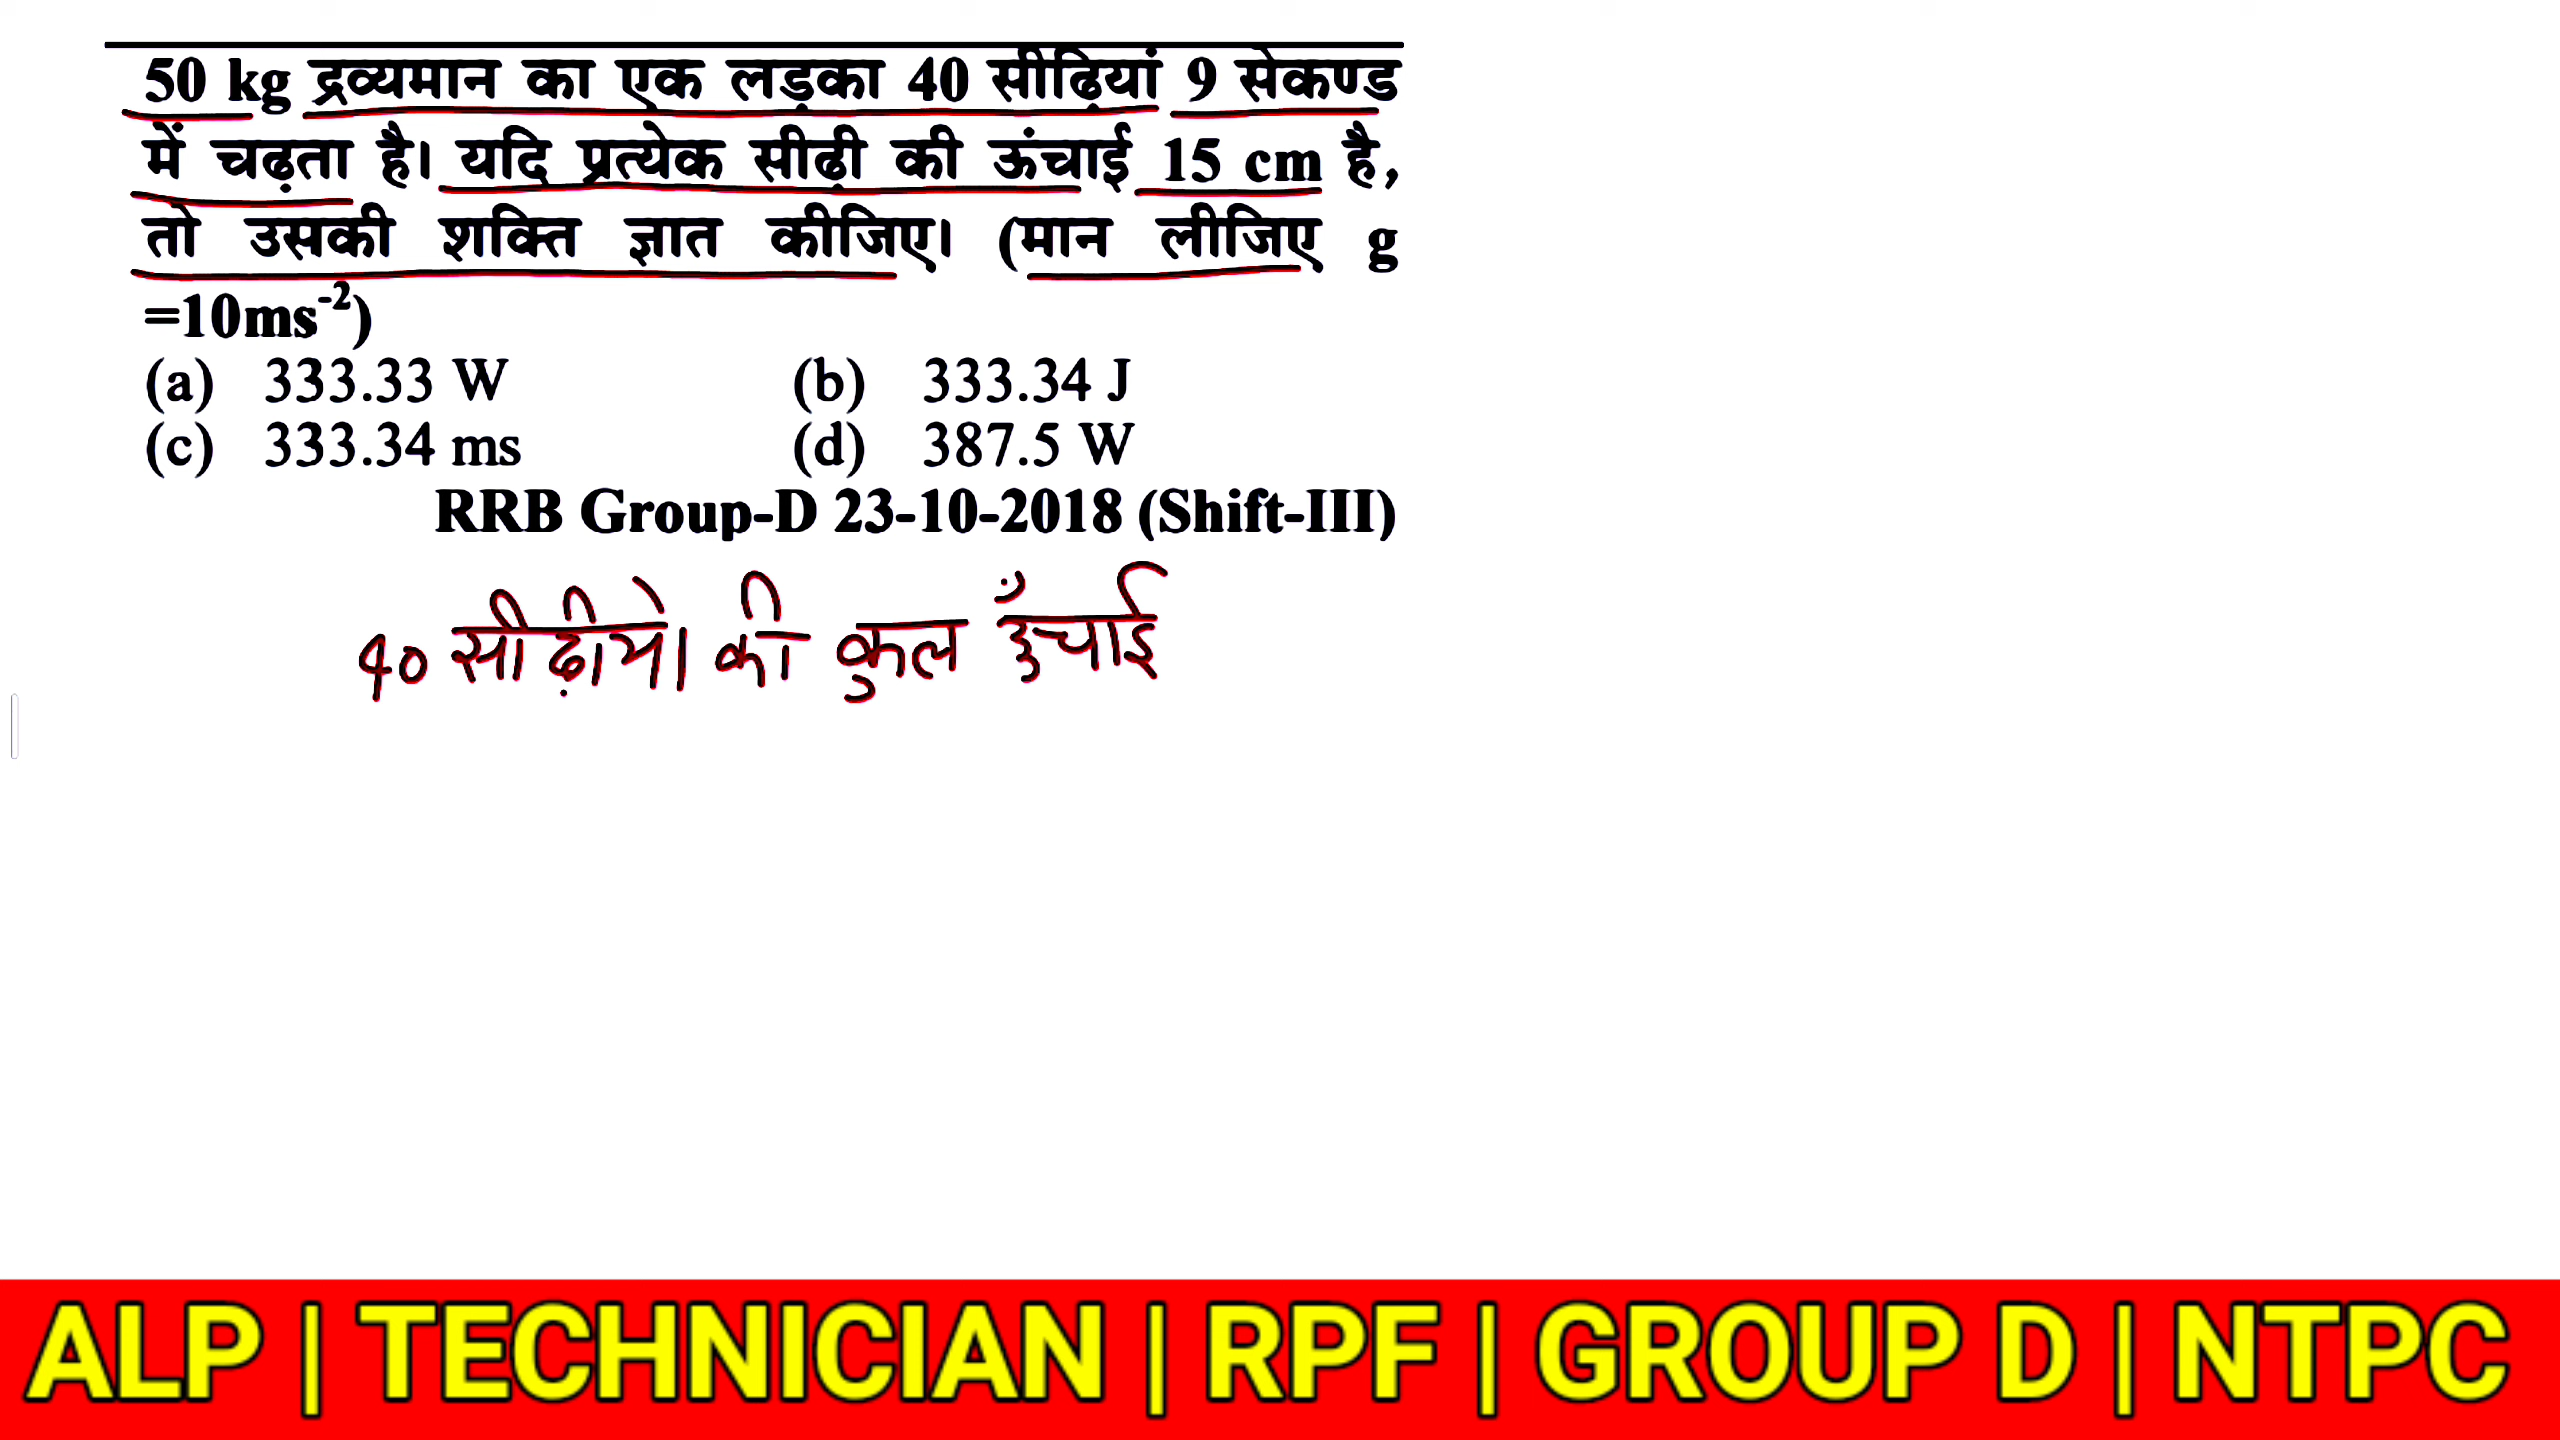 50 kg द्रव्यमान का एक लड़का 40 सीढ़ियां 9 सेकण्ड
में चढ़ता है। यदि प्रत्येक सीढ़ी की ऊंचाई 15 cm है,
तो उसकी शक्ति ज्ञात कीजिए। (मान लीजिए g
=10ms⁻²)
(a) 333.33 W (b) 333.34 J
(c) 333.34 ms (d) 387.5 W
RRB Group-D 23-10-2018 (Shift-III)
40 सीढ़ीयो की कुल उँचाई
ALP | TECHNICIAN | RPF | GROUP D | NTPC